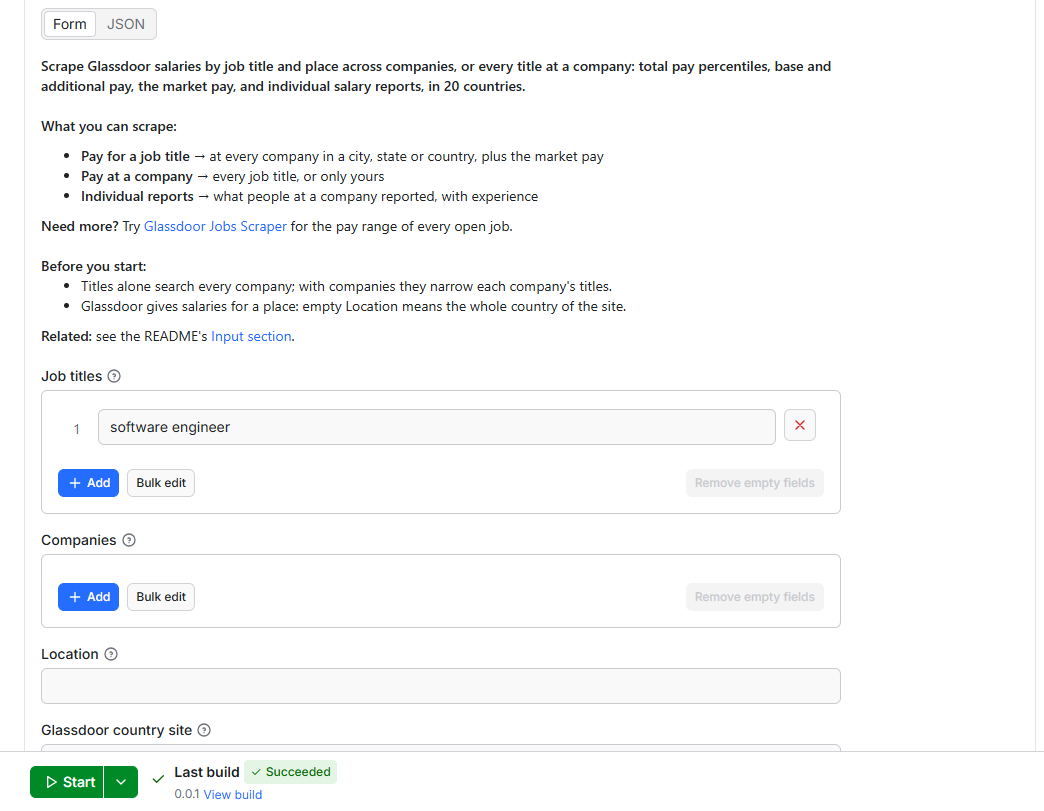 Form JSON
Scrape Glassdoor salaries by job title and place across companies, or every title at a company: total pay percentiles, base and
additional pay, the market pay, and individual salary reports, in 20 countries.
What you can scrape:
• Pay for a job title → at every company in a city, state or country, plus the market pay
• Pay at a company → every job title, or only yours
• Individual reports → what people at a company reported, with experience
Need more? Try Glassdoor Jobs Scraper for the pay range of every open job.
Before you start:
• Titles alone search every company; with companies they narrow each company's titles.
• Glassdoor gives salaries for a place: empty Location means the whole country of the site.
Related: see the README's Input section.
Job titles ?
1 software engineer
+ Add Bulk edit Remove empty fields
Companies ?
+ Add Bulk edit Remove empty fields
Location ?
Glassdoor country site ?
Start Last build Succeeded
0.0.1 View build